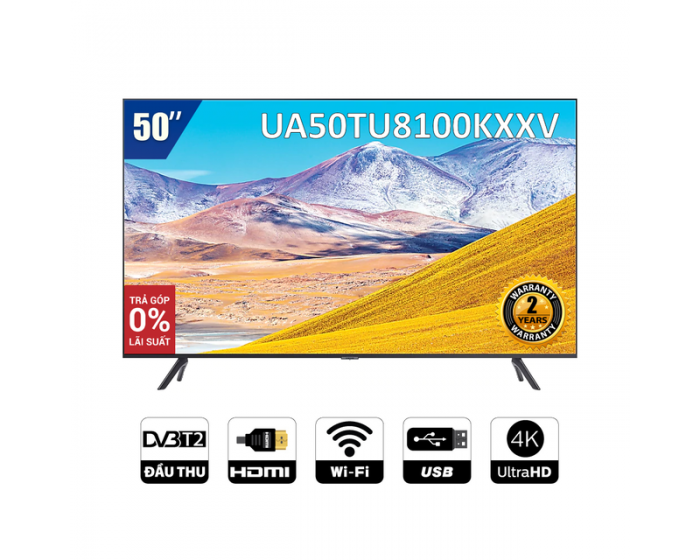 50”
UA50TU8100KXXV
TRẢ GÓP
0%
LÃI SUẤT
WARRANTY
2
YEARS
WARRANTY
DVB T2
ĐẦU THU
HDMI
HDMI
Wi-Fi
USB
4K
UltraHD